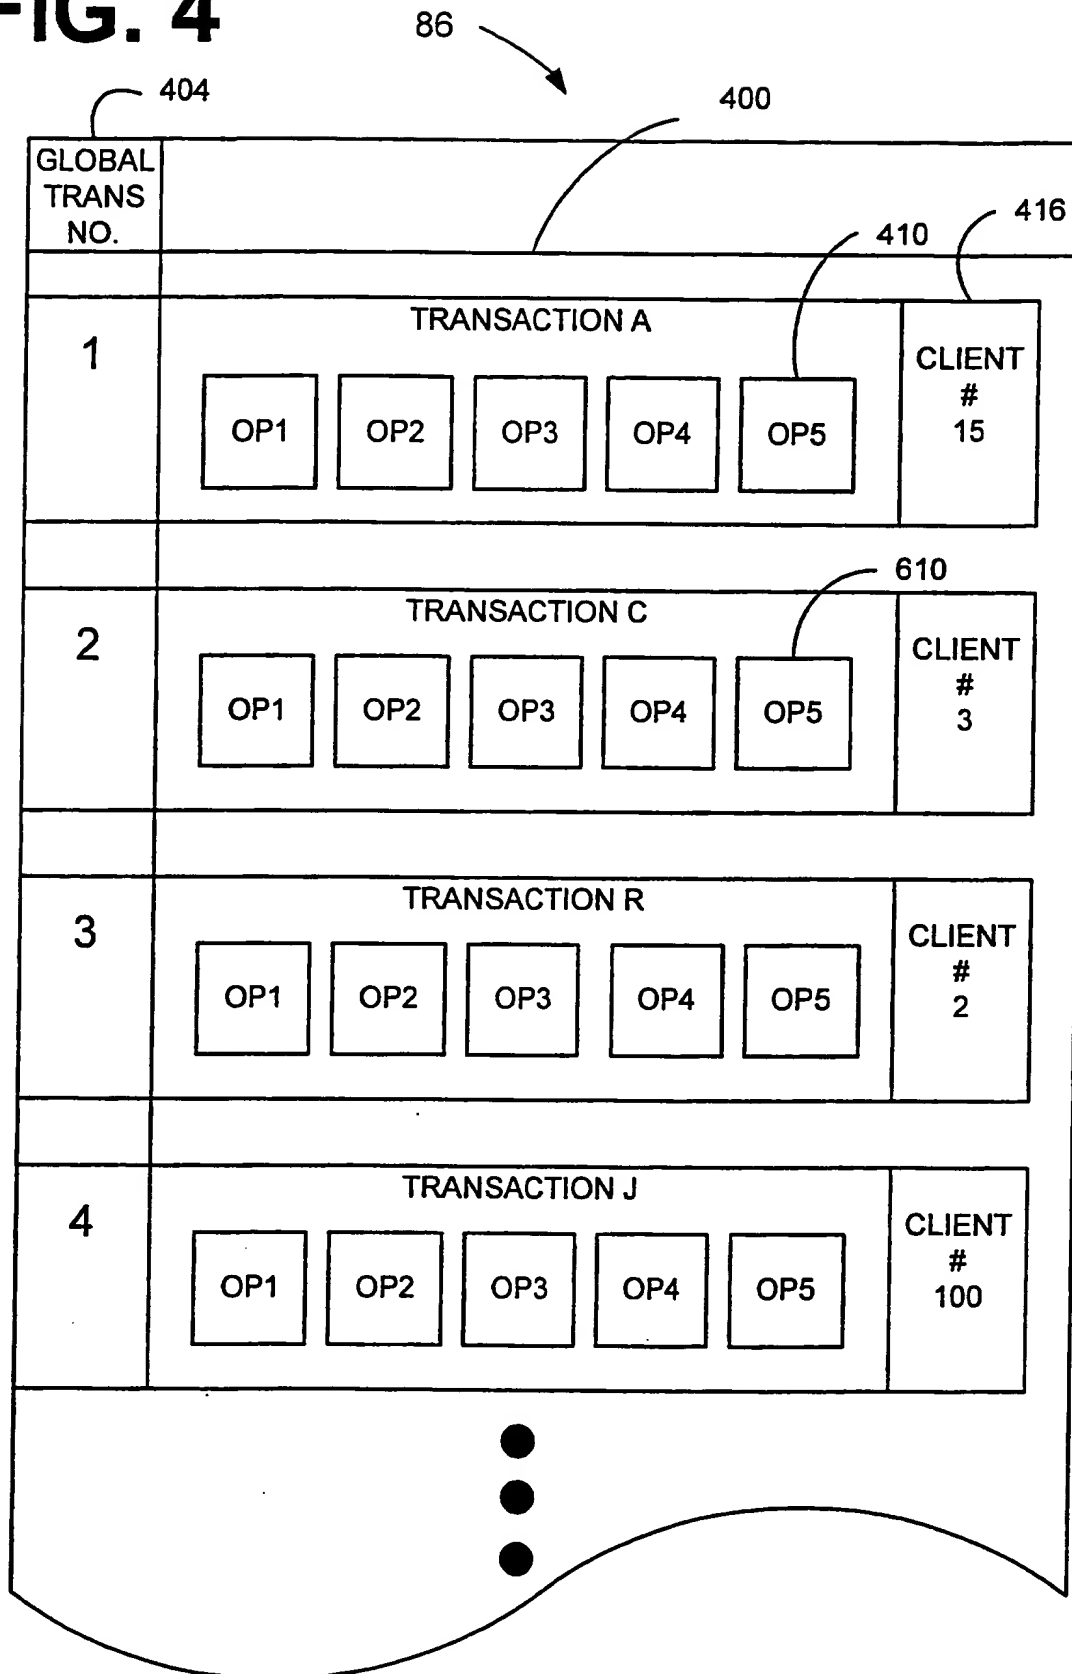 FIG. 4
86
404
400
GLOBAL
TRANS
NO.
416
410
1
TRANSACTION A
OP1 OP2 OP3 OP4 OP5
CLIENT
#
15
610
2
TRANSACTION C
OP1 OP2 OP3 OP4 OP5
CLIENT
#
3
3
TRANSACTION R
OP1 OP2 OP3 OP4 OP5
CLIENT
#
2
4
TRANSACTION J
OP1 OP2 OP3 OP4 OP5
CLIENT
#
100